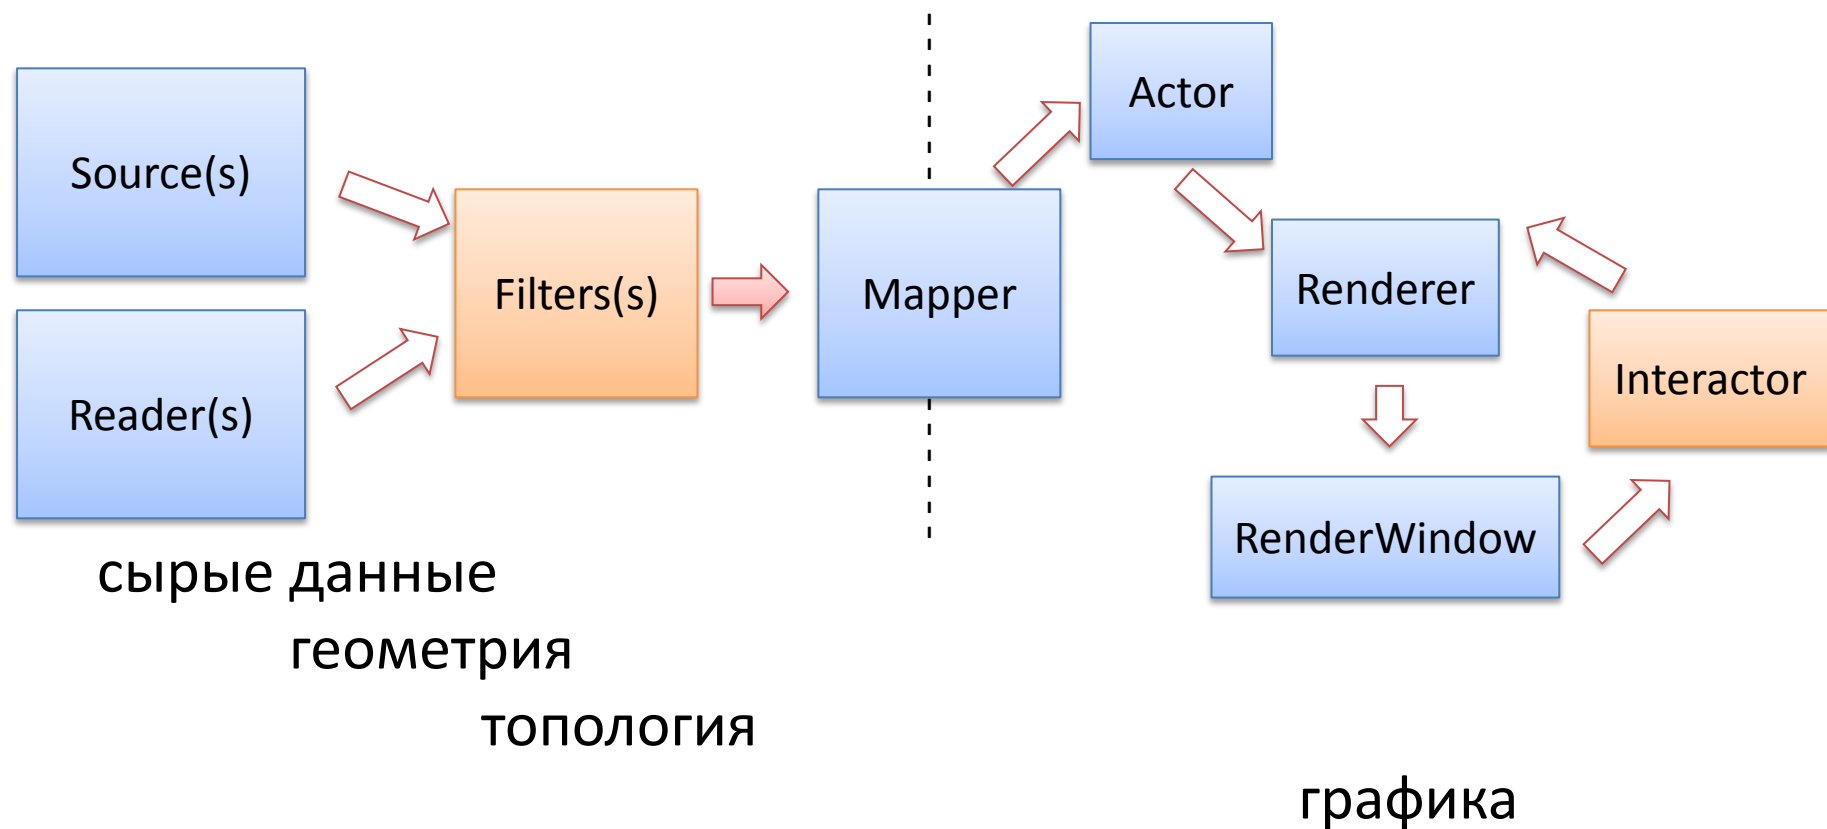 Source(s)
Reader(s)
Filters(s)
Mapper
Actor
Renderer
Interactor
RenderWindow
сырые данные
геометрия
топология
графика